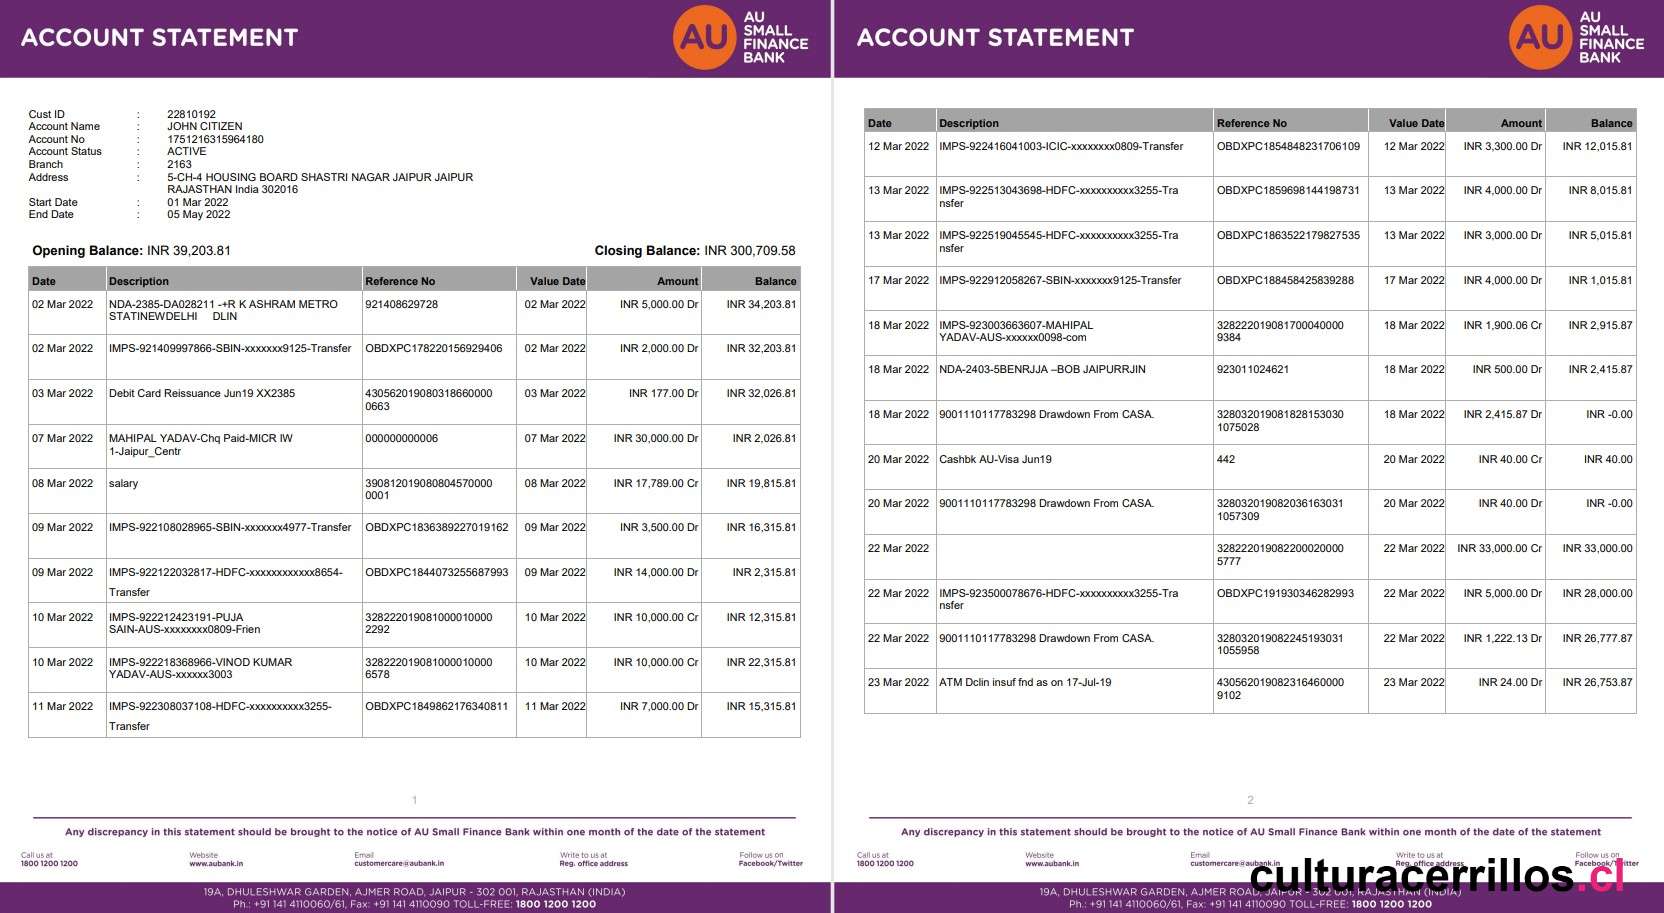 ACCOUNT STATEMENT
AU
AU
SMALL
FINANCE
BANK
Cust ID : 22810192
Account Name : JOHN CITIZEN
Account No : 1751216315964180
Account Status : ACTIVE
Branch : 2163
Address : 5-CH-4 HOUSING BOARD SHASTRI NAGAR JAIPUR JAIPUR
RAJASTHAN India 302016
Start Date : 01 Mar 2022
End Date : 05 May 2022
Opening Balance: INR 39,203.81 Closing Balance: INR 300,709.58
Date Description Reference No Value Date Amount Balance
02 Mar 2022 NDA-2385-DA028211 -+R K ASHRAM METRO 921408629728 02 Mar 2022 INR 5,000.00 Dr INR 34,203.81
STATINEWDELHI DLIN
02 Mar 2022 IMPS-921409997866-SBIN-xxxxxxx9125-Transfer OBDXPC178220156929406 02 Mar 2022 INR 2,000.00 Dr INR 32,203.81
03 Mar 2022 Debit Card Reissuance Jun19 XX2385 430562019080318660000 03 Mar 2022 INR 177.00 Dr INR 32,026.81
0663
07 Mar 2022 MAHIPAL YADAV-Chq Paid-MICR IW 000000000006 07 Mar 2022 INR 30,000.00 Dr INR 2,026.81
1-Jaipur_Centr
08 Mar 2022 salary 390812019080804570000 08 Mar 2022 INR 17,789.00 Cr INR 19,815.81
0001
09 Mar 2022 IMPS-922108028965-SBIN-xxxxxxx4977-Transfer OBDXPC1836389227019162 09 Mar 2022 INR 3,500.00 Dr INR 16,315.81
09 Mar 2022 IMPS-922122032817-HDFC-xxxxxxxxxxxx8654- OBDXPC1844073255687993 09 Mar 2022 INR 14,000.00 Dr INR 2,315.81
Transfer
10 Mar 2022 IMPS-922212423191-PUJA 328222019081000010000 10 Mar 2022 INR 10,000.00 Cr INR 12,315.81
SAIN-AUS-xxxxxxxx0809-Frien 2292
10 Mar 2022 IMPS-922218368966-VINOD KUMAR 328222019081000010000 10 Mar 2022 INR 10,000.00 Cr INR 22,315.81
YADAV-AUS-xxxxxx3003 6578
11 Mar 2022 IMPS-922308037108-HDFC-xxxxxxxxxx3255- OBDXPC1849862176340811 11 Mar 2022 INR 7,000.00 Dr INR 15,315.81
Transfer
1
Any discrepancy in this statement should be brought to the notice of AU Small Finance Bank within one month of the date of the statement
Call us at Website Email Write to us at Follow us on
1800 1200 1200 www.aubank.in customercare@aubank.in Reg. office address Facebook/Twitter
19A, DHULESHWAR GARDEN, AJMER ROAD, JAIPUR - 302 001, RAJASTHAN (INDIA)
Ph.: +91 141 4110060/61, Fax: +91 141 4110090 TOLL-FREE: 1800 1200 1200
ACCOUNT STATEMENT
AU
AU
SMALL
FINANCE
BANK
Date Description Reference No Value Date Amount Balance
12 Mar 2022 IMPS-922416041003-ICIC-xxxxxxxx0809-Transfer OBDXPC1854848231706109 12 Mar 2022 INR 3,300.00 Dr INR 12,015.81
13 Mar 2022 IMPS-922513043698-HDFC-xxxxxxxxxx3255-Tra OBDXPC1859698144198731 13 Mar 2022 INR 4,000.00 Dr INR 8,015.81
nsfer
13 Mar 2022 IMPS-922519045545-HDFC-xxxxxxxxxx3255-Tra OBDXPC1863522179827535 13 Mar 2022 INR 3,000.00 Dr INR 5,015.81
nsfer
17 Mar 2022 IMPS-922912058267-SBIN-xxxxxxx9125-Transfer OBDXPC188458425839288 17 Mar 2022 INR 4,000.00 Dr INR 1,015.81
18 Mar 2022 IMPS-923003663607-MAHIPAL 328222019081700040000 18 Mar 2022 INR 1,900.06 Cr INR 2,915.87
YADAV-AUS-xxxxxx0098-com 9384
18 Mar 2022 NDA-2403-5BENRJJA –BOB JAIPURRJIN 923011024621 18 Mar 2022 INR 500.00 Dr INR 2,415.87
18 Mar 2022 9001110117783298 Drawdown From CASA. 328032019081828153030 18 Mar 2022 INR 2,415.87 Dr INR -0.00
1075028
20 Mar 2022 Cashbk AU-Visa Jun19 442 20 Mar 2022 INR 40.00 Cr INR 40.00
20 Mar 2022 9001110117783298 Drawdown From CASA. 328032019082036163031 20 Mar 2022 INR 40.00 Dr INR -0.00
1057309
22 Mar 2022 328222019082200020000 22 Mar 2022 INR 33,000.00 Cr INR 33,000.00
5777
22 Mar 2022 IMPS-923500078676-HDFC-xxxxxxxxxx3255-Tra OBDXPC191930346282993 22 Mar 2022 INR 5,000.00 Dr INR 28,000.00
nsfer
22 Mar 2022 9001110117783298 Drawdown From CASA. 328032019082245193031 22 Mar 2022 INR 1,222.13 Dr INR 26,777.87
1055958
23 Mar 2022 ATM Dclin insuf fnd as on 17-Jul-19 430562019082316460000 23 Mar 2022 INR 24.00 Dr INR 26,753.87
9102
2
Any discrepancy in this statement should be brought to the notice of AU Small Finance Bank within one month of the date of the statement
Call us at Website Email Write to us at Follow us on
1800 1200 1200 www.aubank.in customercare@aubank.in Reg. office address Facebook/Twitter
culturacerrillos.cl
19A, DHULESHWAR GARDEN, AJMER ROAD, JAIPUR - 302 001, RAJASTHAN (INDIA)
Ph.: +91 141 4110060/61, Fax: +91 141 4110090 TOLL-FREE: 1800 1200 1200